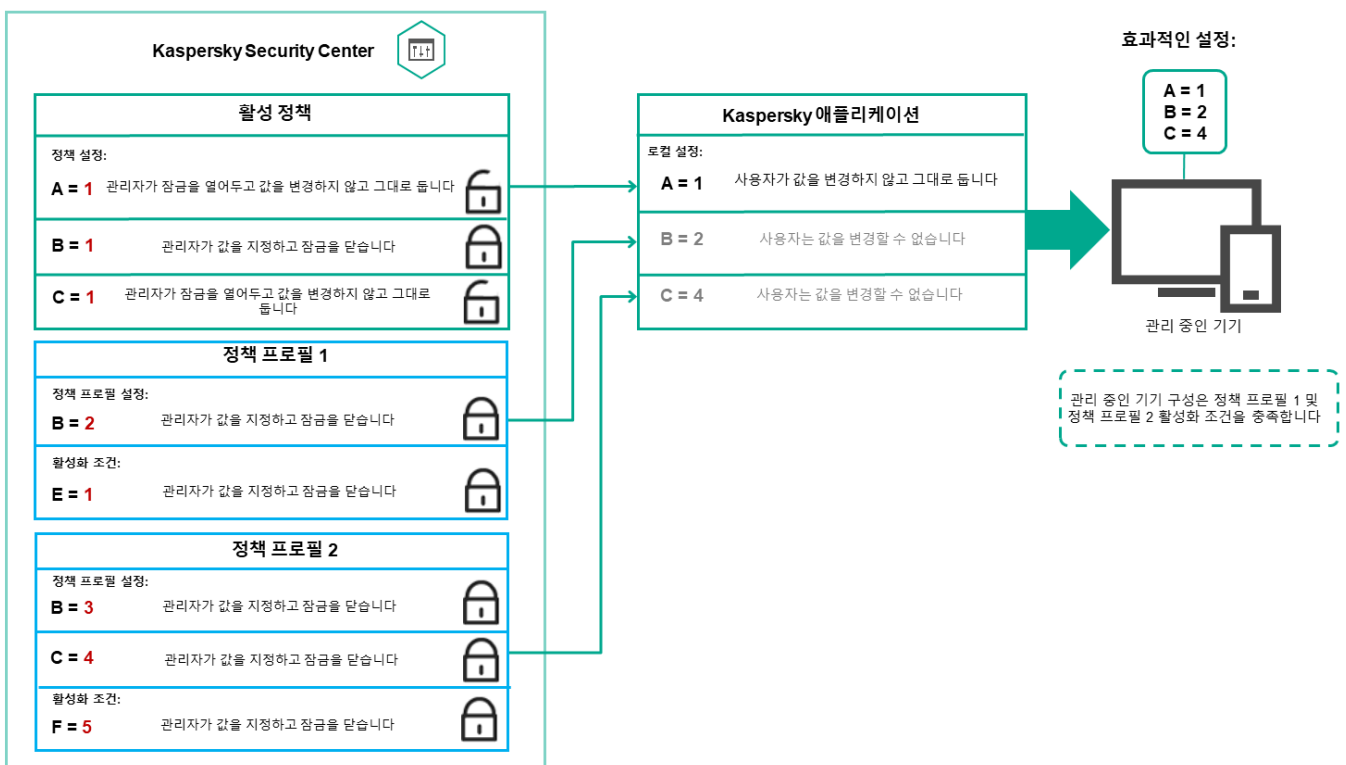 Kaspersky Security Center
활성 정책
정책 설정:
A = 1 관리자가 잠금을 열어두고 값을 변경하지 않고 그대로 둡니다
B = 1 관리자가 값을 지정하고 잠금을 닫습니다
C = 1 관리자가 잠금을 열어두고 값을 변경하지 않고 그대로
둡니다
정책 프로필 1
정책 프로필 설정:
B = 2 관리자가 값을 지정하고 잠금을 닫습니다
활성화 조건:
E = 1 관리자가 값을 지정하고 잠금을 닫습니다
정책 프로필 2
정책 프로필 설정:
B = 3 관리자가 값을 지정하고 잠금을 닫습니다
C = 4 관리자가 값을 지정하고 잠금을 닫습니다
활성화 조건:
F = 5 관리자가 값을 지정하고 잠금을 닫습니다
Kaspersky 애플리케이션
로컬 설정:
A = 1 사용자가 값을 변경하지 않고 그대로 둡니다
B = 2 사용자는 값을 변경할 수 없습니다
C = 4 사용자는 값을 변경할 수 없습니다
효과적인 설정:
A = 1
B = 2
C = 4
관리 중인 기기
관리 중인 기기 구성은 정책 프로필 1 및
정책 프로필 2 활성화 조건을 충족합니다